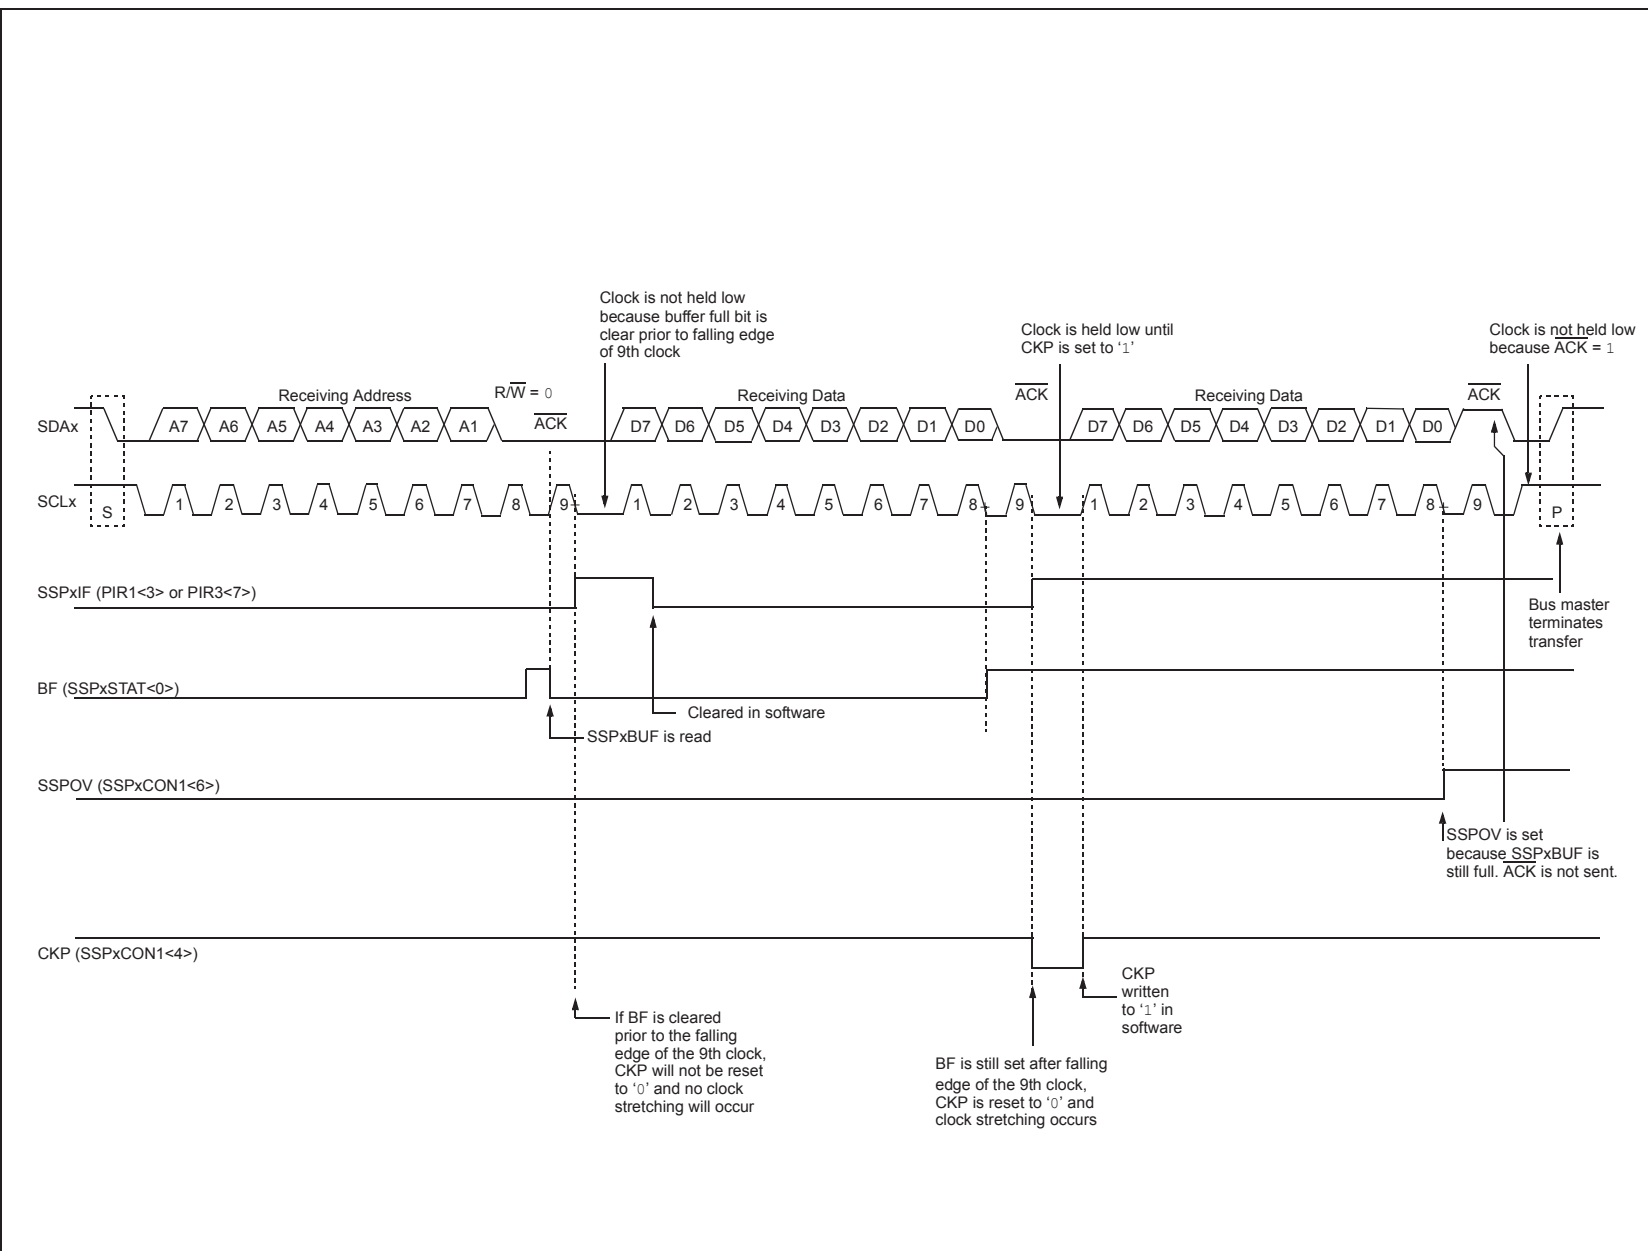 Clock is not held low
because buffer full bit is
clear prior to falling edge
of 9th clock
Clock is held low until
CKP is set to ‘1’
Clock is not held low
because ACK = 1
Receiving Address
R/W = 0
ACK
Receiving Data
ACK
Receiving Data
ACK
SDAx
A7 A6 A5 A4 A3 A2 A1
D7 D6 D5 D4 D3 D2 D1 D0
D7 D6 D5 D4 D3 D2 D1 D0
SCLx
S
1 2 3 4 5 6 7 8 9
1 2 3 4 5 6 7 8 9
1 2 3 4 5 6 7 8 9
P
SSPxIF (PIR1<3> or PIR3<7>)
Bus master
terminates
transfer
BF (SSPxSTAT<0>)
Cleared in software
SSPxBUF is read
SSPOV (SSPxCON1<6>)
SSPOV is set
because SSPxBUF is
still full. ACK is not sent.
CKP (SSPxCON1<4>)
CKP
written
to ‘1’ in
software
If BF is cleared
prior to the falling
edge of the 9th clock,
CKP will not be reset
to ‘0’ and no clock
stretching will occur
BF is still set after falling
edge of the 9th clock,
CKP is reset to ‘0’ and
clock stretching occurs